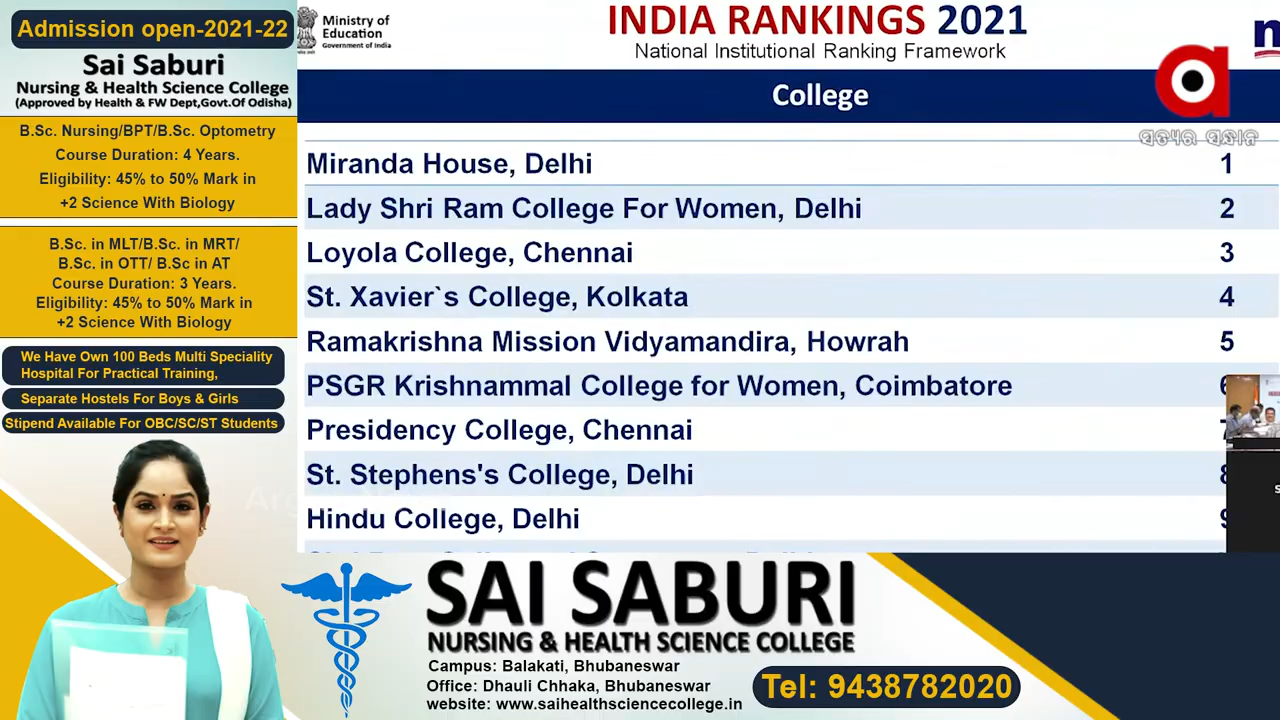 Admission open-2021-22
Sai Saburi
Nursing & Health Science College
(Approved by Health & FW Dept,Govt.Of Odisha)
B.Sc. Nursing/BPT/B.Sc. Optometry
Course Duration: 4 Years.
Eligibility: 45% to 50% Mark in
+2 Science With Biology
B.Sc. in MLT/B.Sc. in MRT/
B.Sc. in OTT/ B.Sc in AT
Course Duration: 3 Years.
Eligibility: 45% to 50% Mark in
+2 Science With Biology
We Have Own 100 Beds Multi Speciality
Hospital For Practical Training,
Separate Hostels For Boys & Girls
Stipend Available For OBC/SC/ST Students
Ministry of
Education
Government of India
INDIA RANKINGS 2021
National Institutional Ranking Framework
College
ସତ୍ୟର ସନ୍ଧାନ
Miranda House, Delhi 1
Lady Shri Ram College For Women, Delhi 2
Loyola College, Chennai 3
St. Xavier`s College, Kolkata 4
Ramakrishna Mission Vidyamandira, Howrah 5
PSGR Krishnammal College for Women, Coimbatore 6
Presidency College, Chennai 7
St. Stephens's College, Delhi 8
Hindu College, Delhi 9
SAI SABURI
NURSING & HEALTH SCIENCE COLLEGE
Campus: Balakati, Bhubaneswar
Office: Dhauli Chhaka, Bhubaneswar
website: www.saihealthsciencecollege.in
Tel: 9438782020